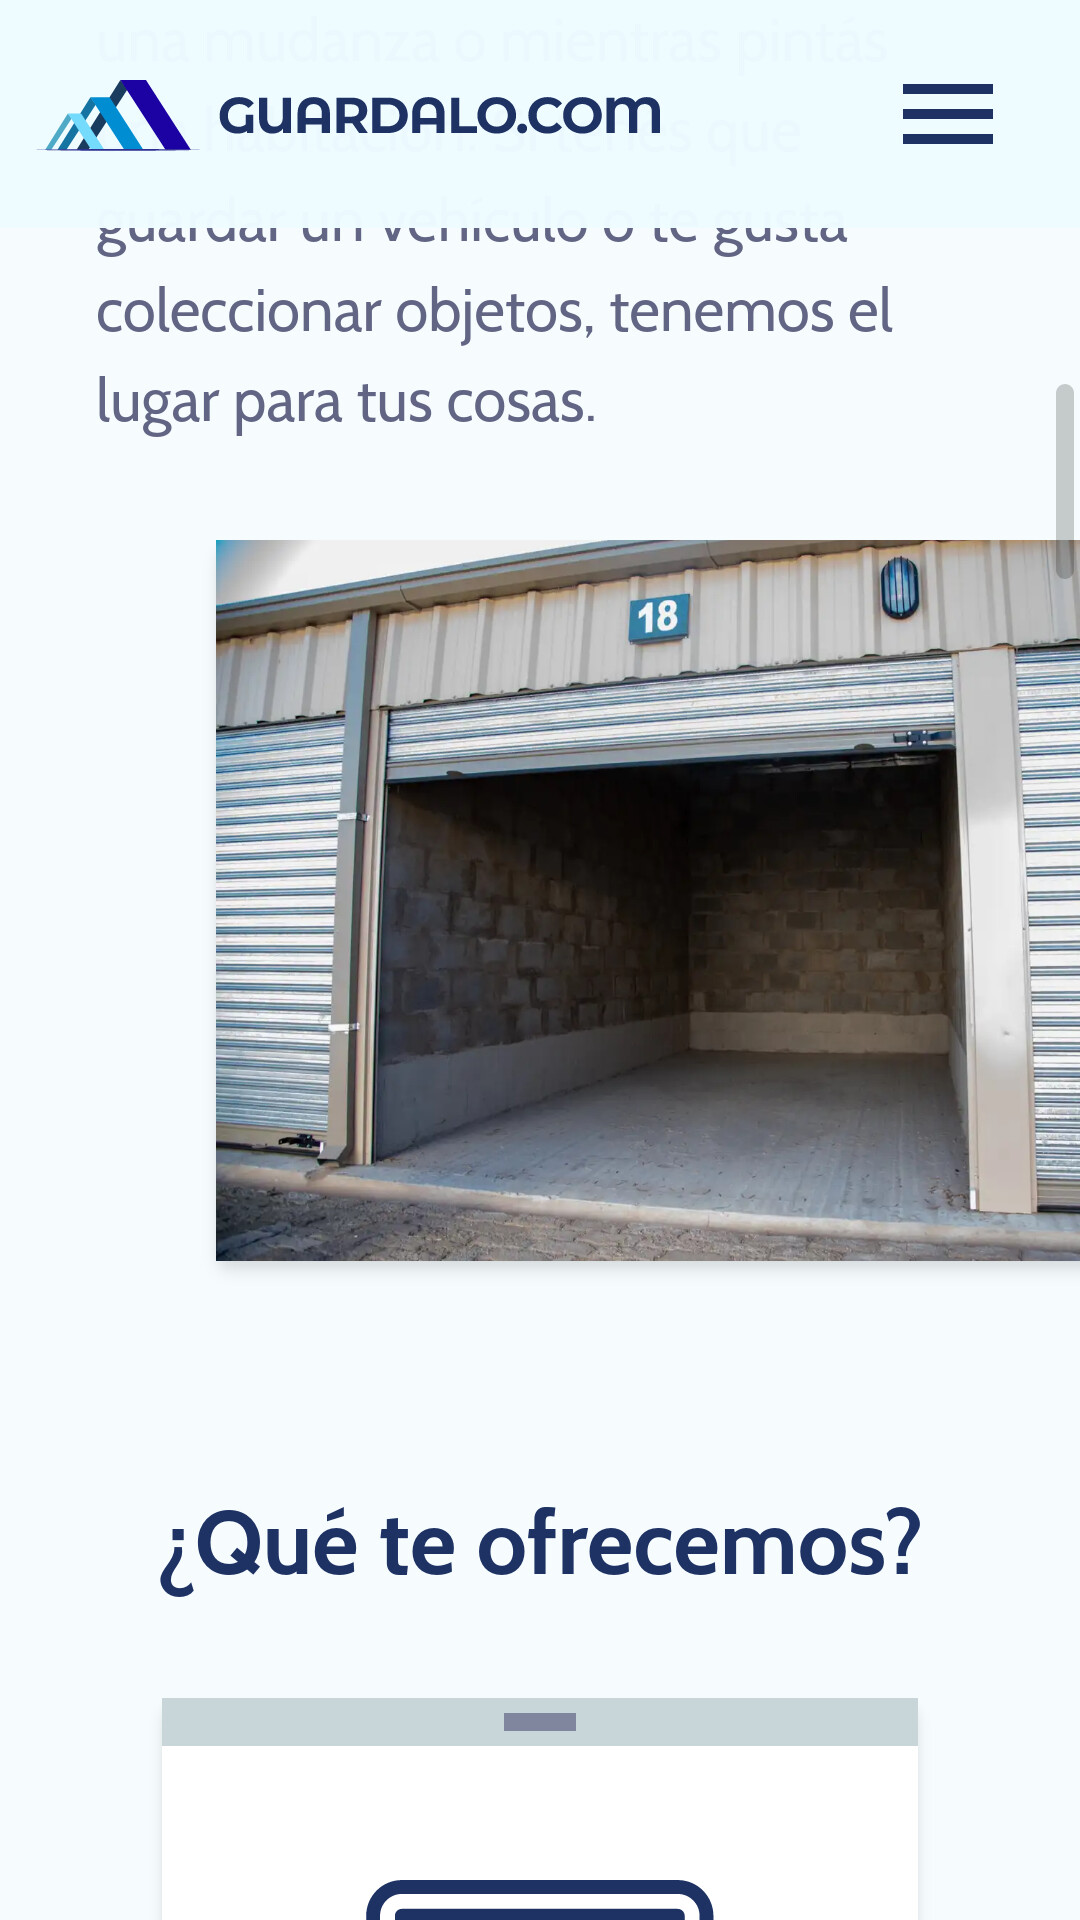 una mudanza o mientras pintás
GUARDALO.COM
habitación. Si tenés que
guardar un vehículo o te gusta
coleccionar objetos, tenemos el
lugar para tus cosas.
18
¿Qué te ofrecemos?